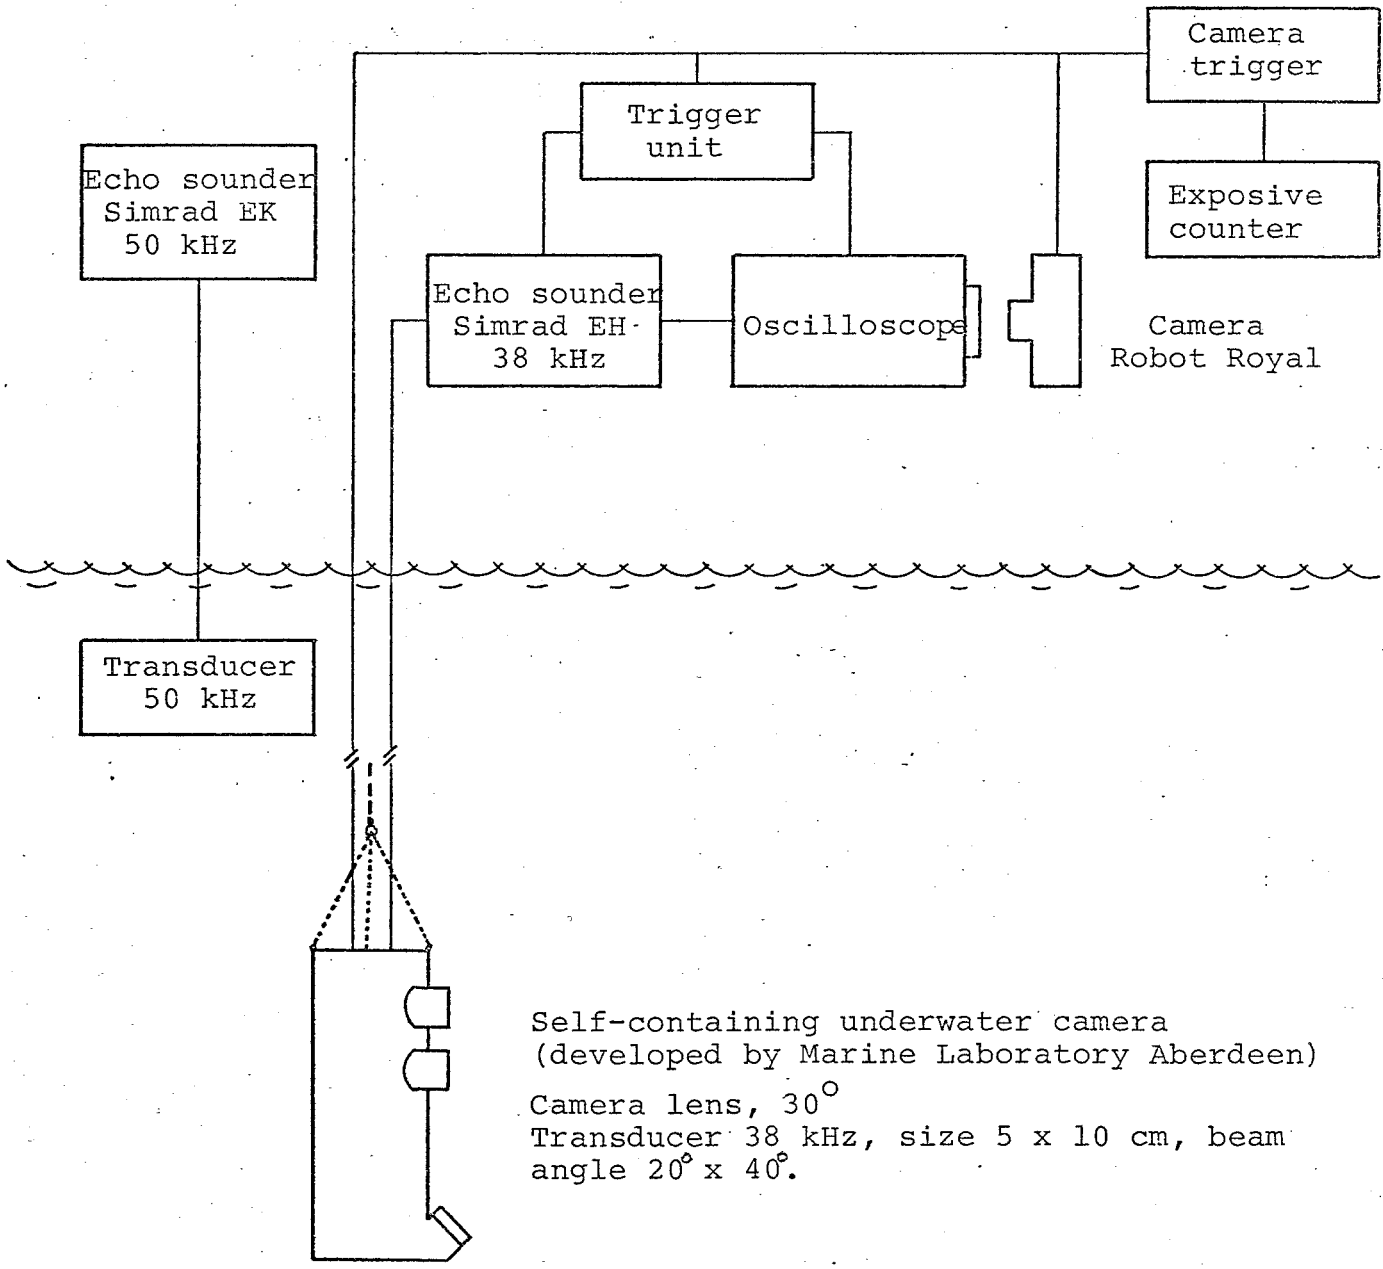 Camera
trigger
Trigger
unit
Echo sounder
Simrad EK
50 kHz
Exposive
counter
Echo sounder
Simrad EH
38 kHz
Oscilloscope
Camera
Robot Royal
Transducer
50 kHz
Self-containing underwater camera
(developed by Marine Laboratory Aberdeen)
Camera lens, 30°
Transducer 38 kHz, size 5 x 10 cm, beam
angle 20° x 40°.